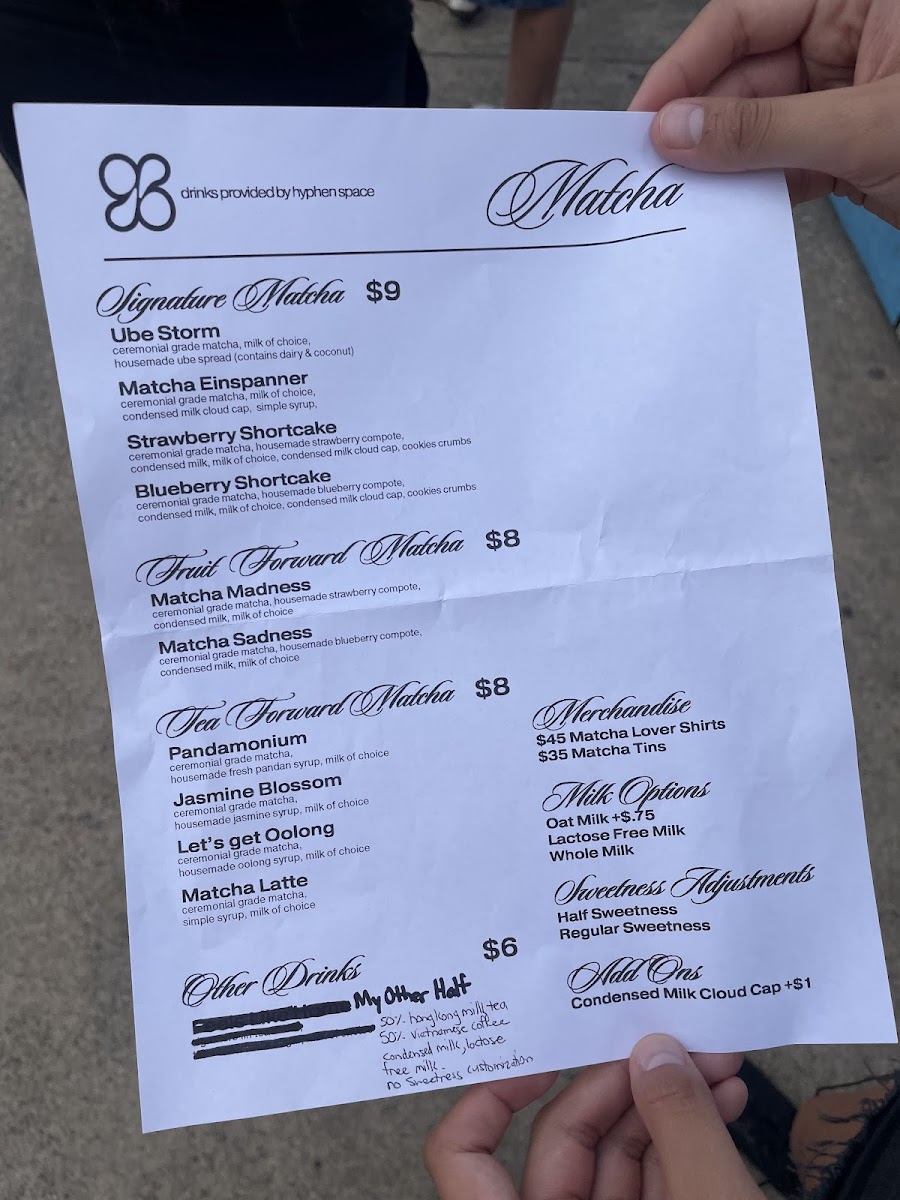 drinks provided by hyphen space
Matcha
Signature Matcha $9
Ube Storm
ceremonial grade matcha, milk of choice,
housemade ube spread (contains dairy & coconut)
Matcha Einspanner
ceremonial grade matcha, milk of choice,
condensed milk cloud cap, simple syrup,
Strawberry Shortcake
ceremonial grade matcha, housemade strawberry compote,
condensed milk, milk of choice, condensed milk cloud cap, cookies crumbs
Blueberry Shortcake
ceremonial grade matcha, housemade blueberry compote,
condensed milk, milk of choice, condensed milk cloud cap, cookies crumbs
Fruit Forward Matcha $8
Matcha Madness
ceremonial grade matcha, housemade strawberry compote,
condensed milk, milk of choice
Matcha Sadness
ceremonial grade matcha, housemade blueberry compote,
condensed milk, milk of choice
Tea Forward Matcha $8
Pandamonium
ceremonial grade matcha,
housemade fresh pandan syrup, milk of choice
Jasmine Blossom
ceremonial grade matcha,
housemade jasmine syrup, milk of choice
Let's get Oolong
ceremonial grade matcha,
housemade oolong syrup, milk of choice
Matcha Latte
ceremonial grade matcha,
simple syrup, milk of choice
Other Drinks $6
My Other Half
50% hong kong milk tea
50% vietnamese coffee
condensed milk, lactose
free milk.
no sweetness customization
Merchandise
$45 Matcha Lover Shirts
$35 Matcha Tins
Milk Options
Oat Milk +$.75
Lactose Free Milk
Whole Milk
Sweetness Adjustments
Half Sweetness
Regular Sweetness
Add Ons
Condensed Milk Cloud Cap +$1